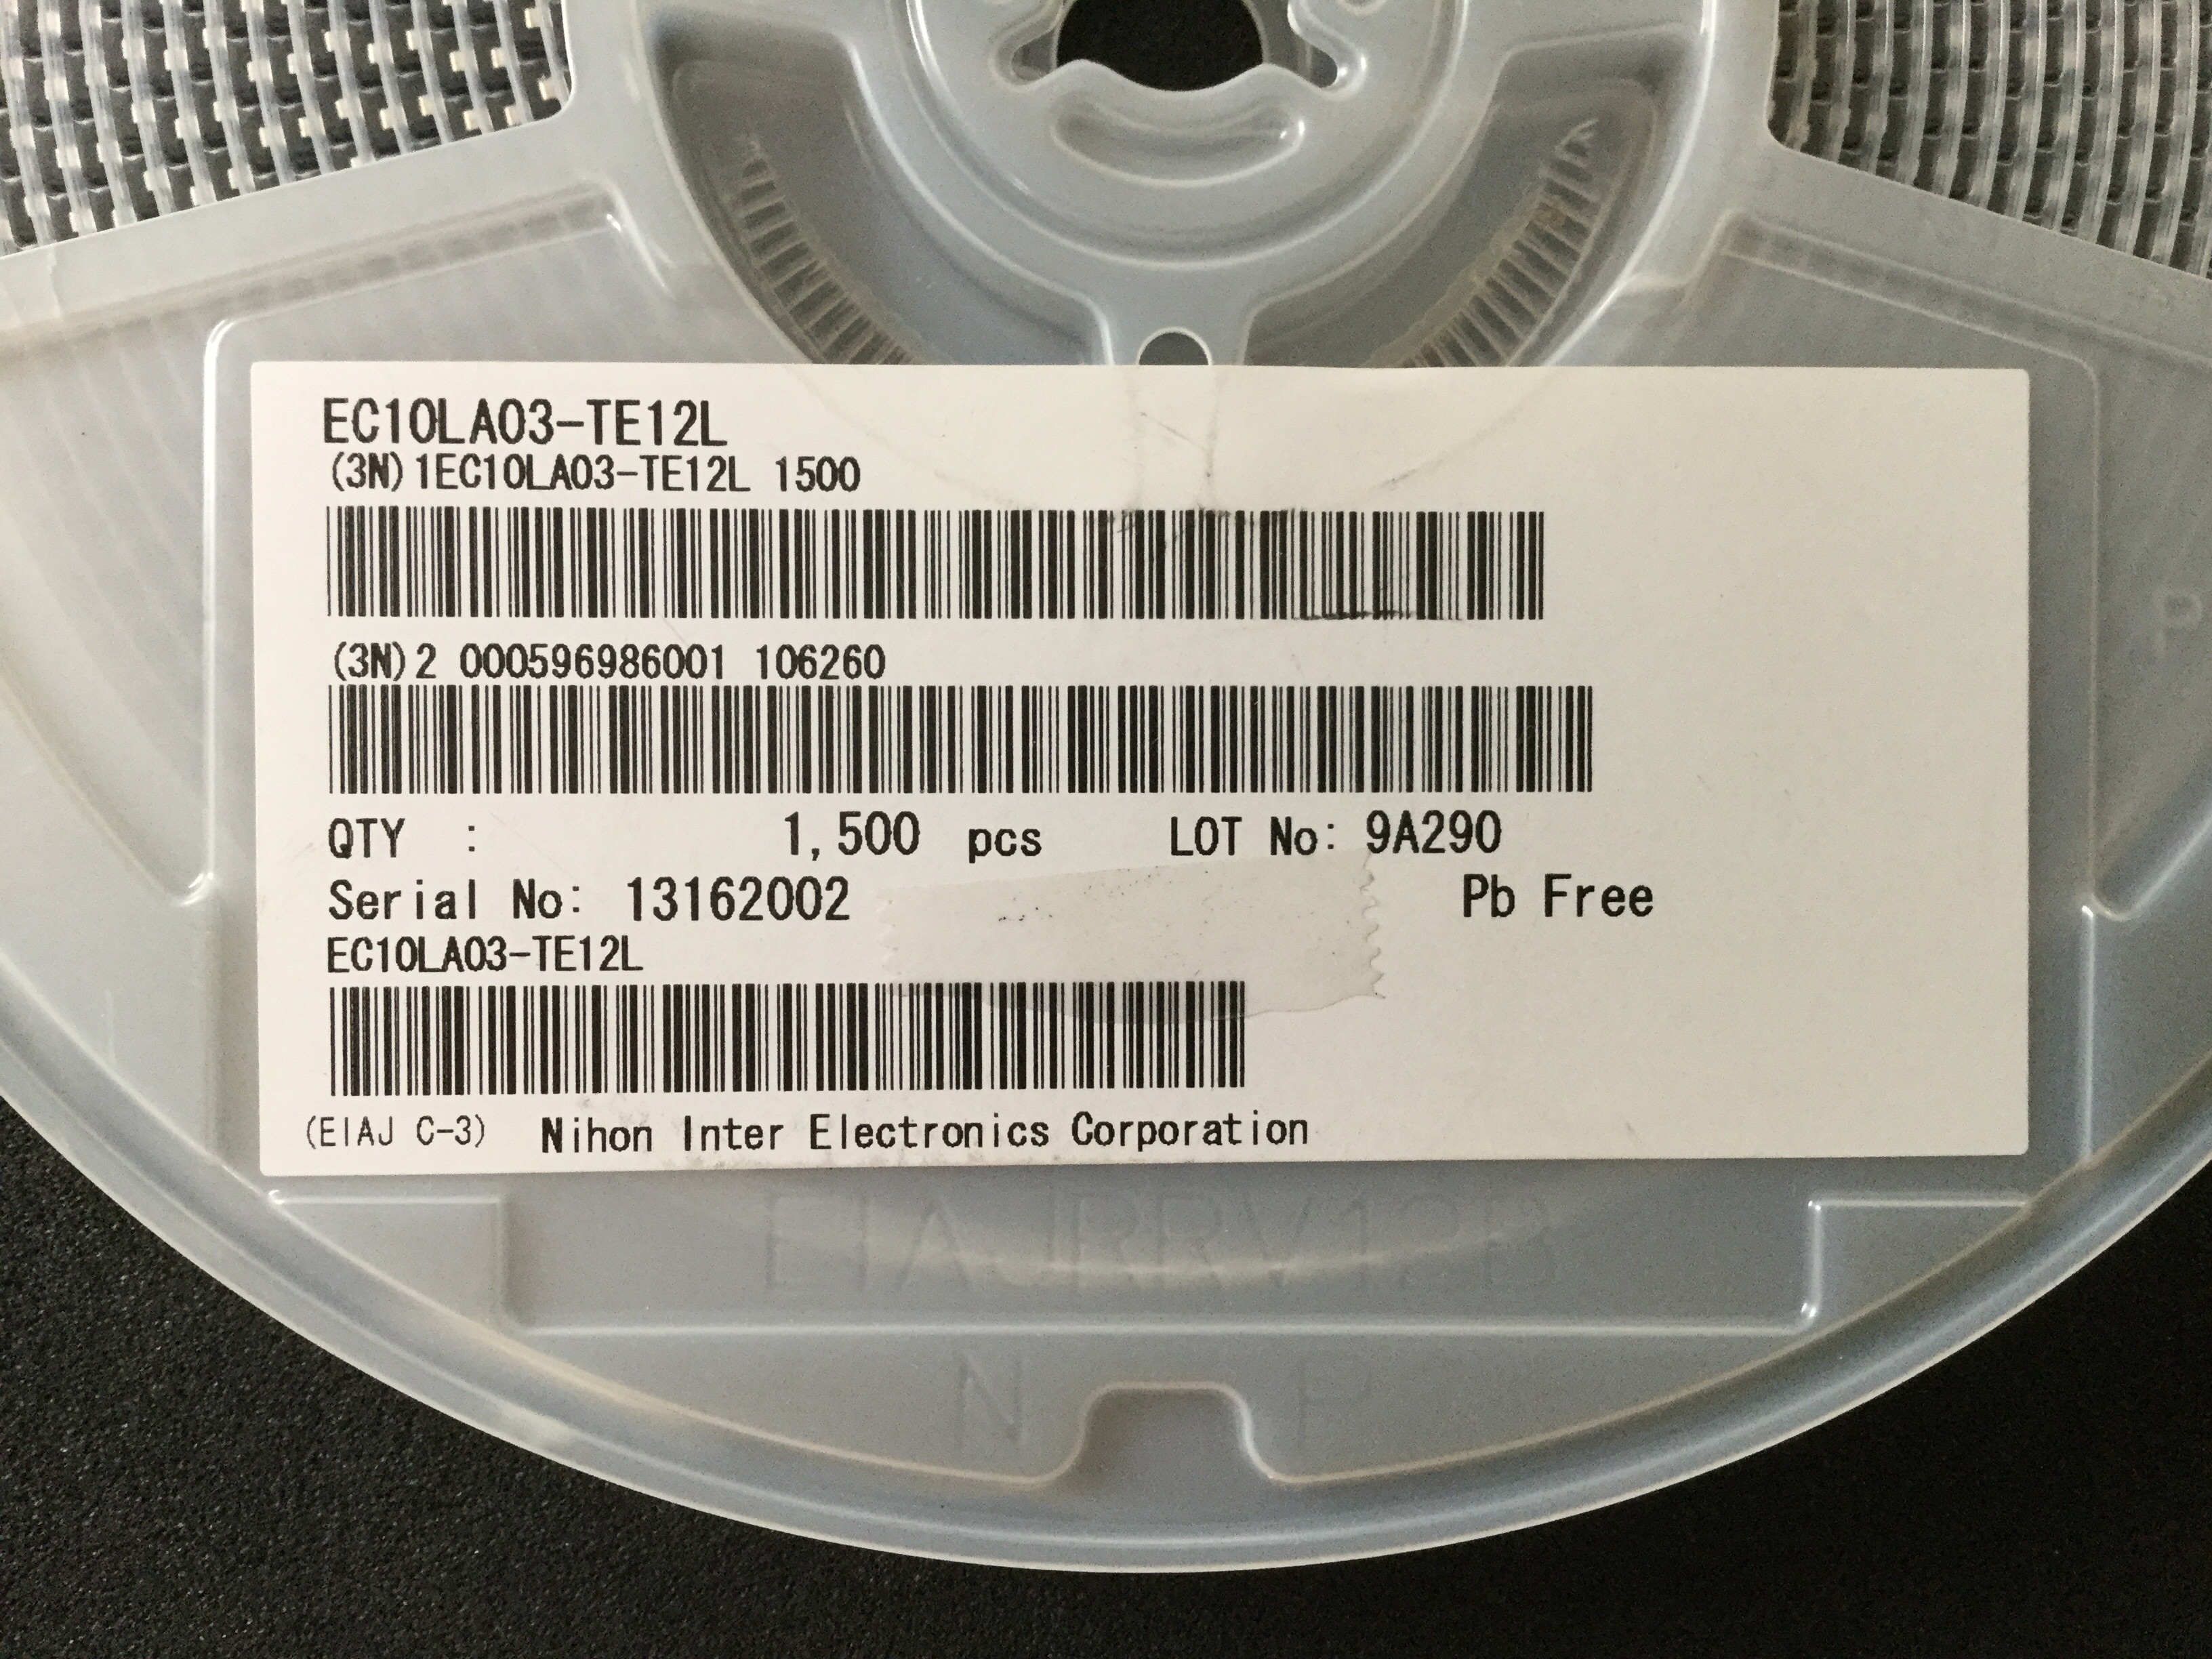 EC10LA03-TE12L
(3N)1EC10LA03-TE12L 1500
(3N)2 000596986001 106260
QTY : 1,500 pcs LOT No: 9A290
Serial No: 13162002 Pb Free
EC10LA03-TE12L
(EIAJ C-3) Nihon Inter Electronics Corporation
EIAJRRV12B
N P
P